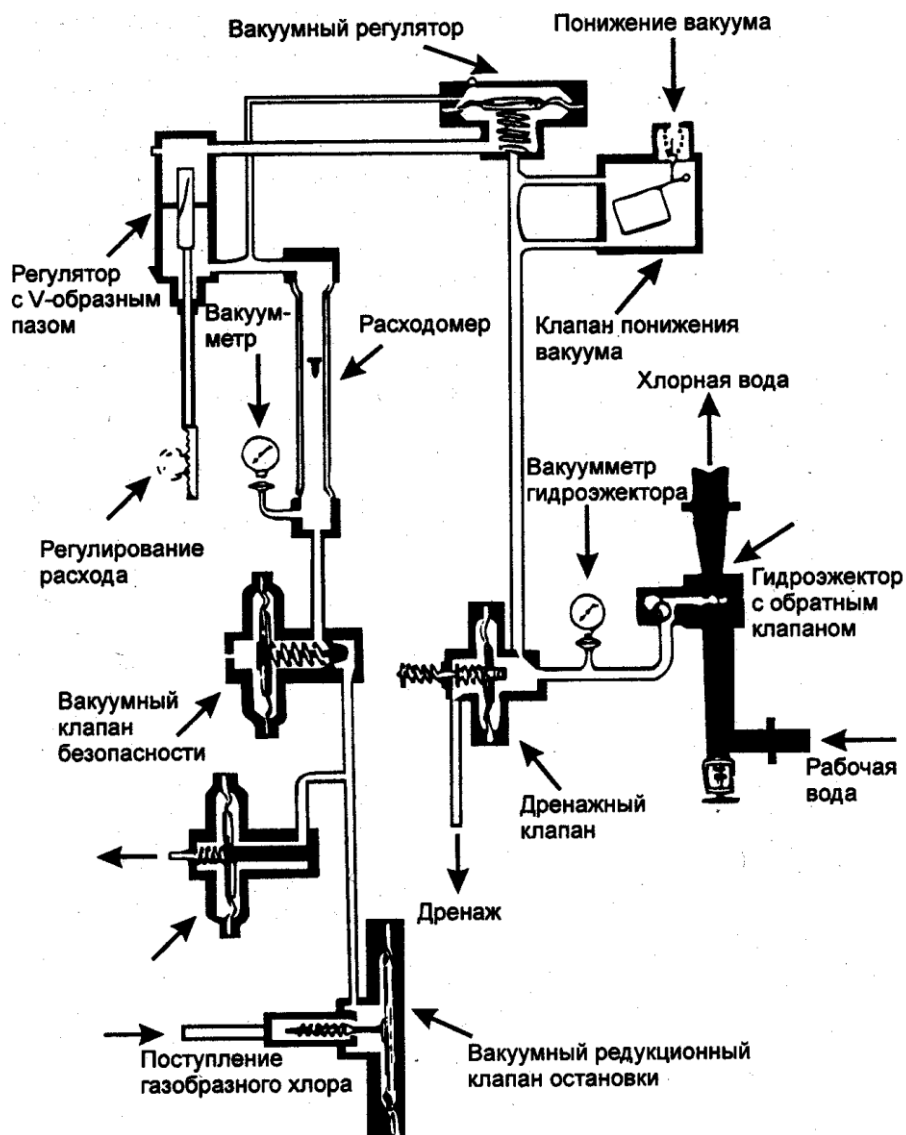 Вакуумный регулятор
Понижение вакуума
Регулятор
с V-образным
пазом
Вакуум-
метр
Расходомер
Клапан понижения
вакуума
Хлорная вода
Вакуумметр
гидроэжектора
Регулирование
расхода
Гидроэжектор
с обратным
клапаном
Вакуумный
клапан
безопасности
Рабочая
вода
Дренажный
клапан
Дренаж
Поступление
газобразного хлора
Вакуумный редукционный
клапан остановки